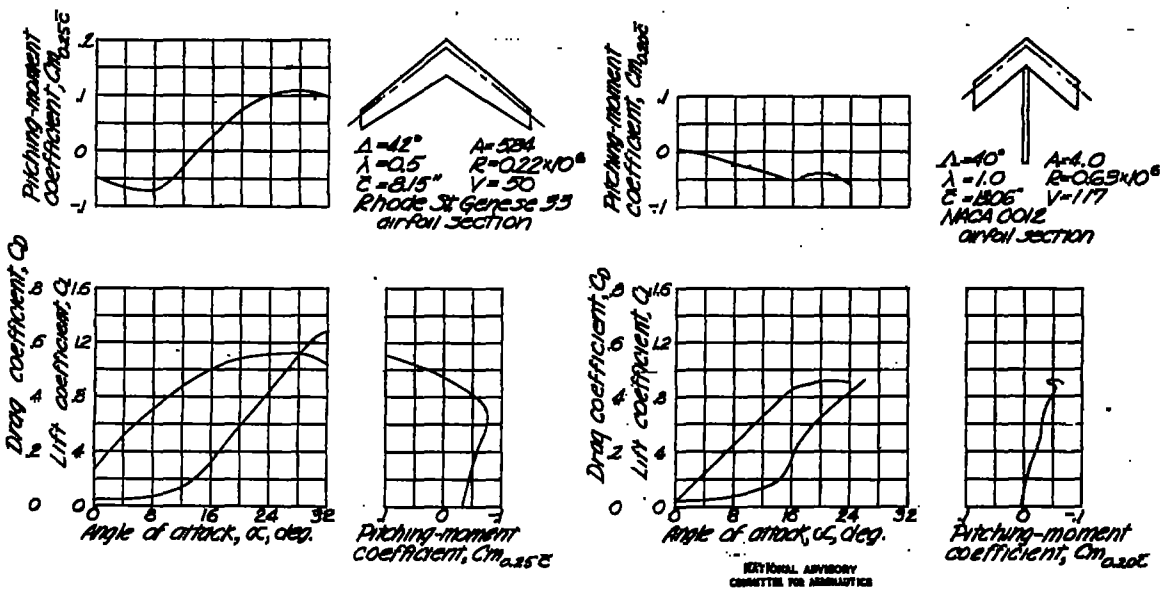 Pitching-moment
coefficient, Cm0.25c̄
.2
.1
0
-.1
Λ=42° A=5.84
λ=0.5 R=0.22×10⁶
c̄=8.15" V=50
Rhode St Genese 33
airfoil section
Drag coefficient, CD
.8
.6
.4
.2
0
Lift coefficient, CL
1.6
1.2
.8
.4
0
0 8 16 24 32
Angle of attack, α, deg.
.1 0 -.1
Pitching-moment
coefficient, Cm0.25c̄
Pitching-moment
coefficient, Cm0.20c̄
.1
0
-.1
Λ=40° A=4.0
λ=1.0 R=0.63×10⁶
V=117
NACA 0012
airfoil section
Drag coefficient, CD
.8
.6
.4
.2
0
Lift coefficient, CL
1.6
1.2
.8
.4
0
0 8 16 24 32
Angle of attack, α, deg.
.1 0 -.1
Pitching-moment
coefficient, Cm0.20c̄
NATIONAL ADVISORY
COMMITTEE FOR AERONAUTICS